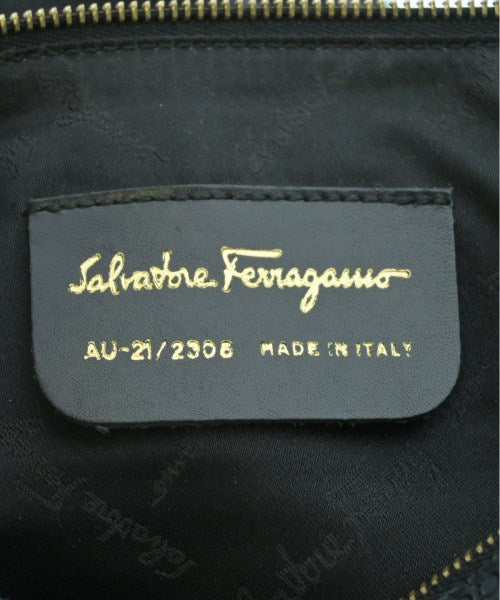 Salvatore Ferragamo
AU-21/2306 MADE IN ITALY